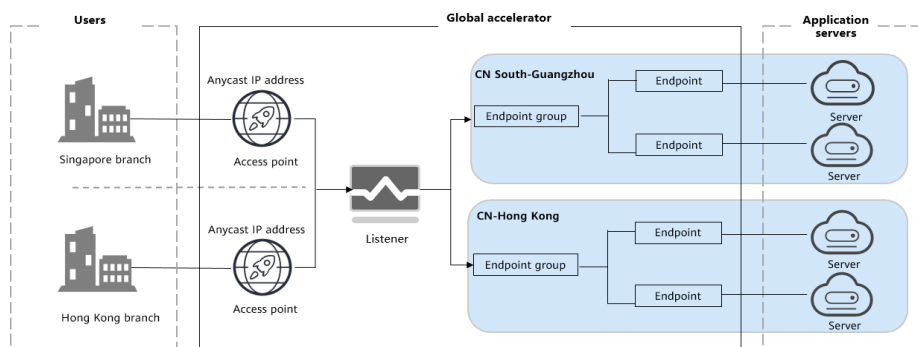 Users
Global accelerator
Application
servers
Anycast IP address
Access point
Singapore branch
Anycast IP address
Access point
Hong Kong branch
Listener
CN South-Guangzhou
Endpoint group
Endpoint
Endpoint
Server
Server
CN-Hong Kong
Endpoint group
Endpoint
Endpoint
Server
Server